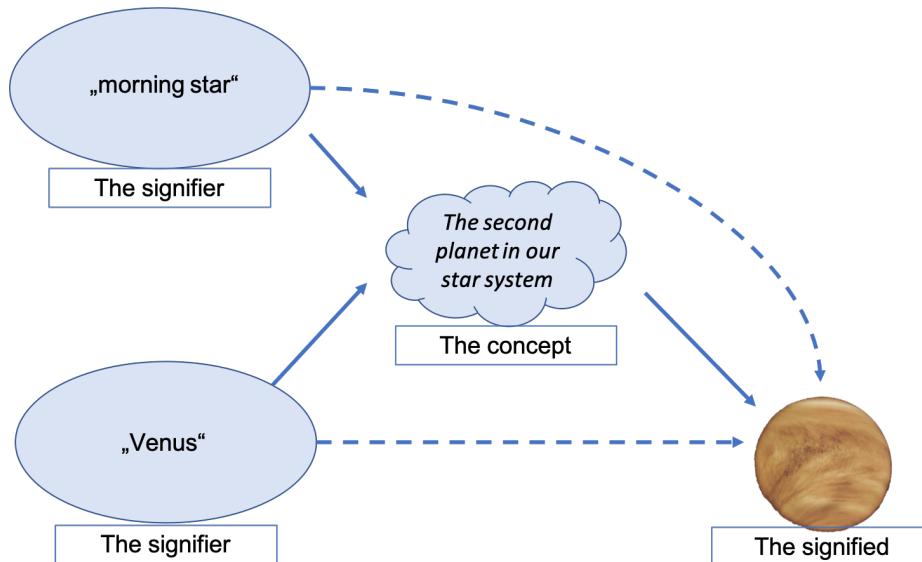 „morning star“
The signifier
The second
planet in our
star system
The concept
„Venus“
The signifier
The signified